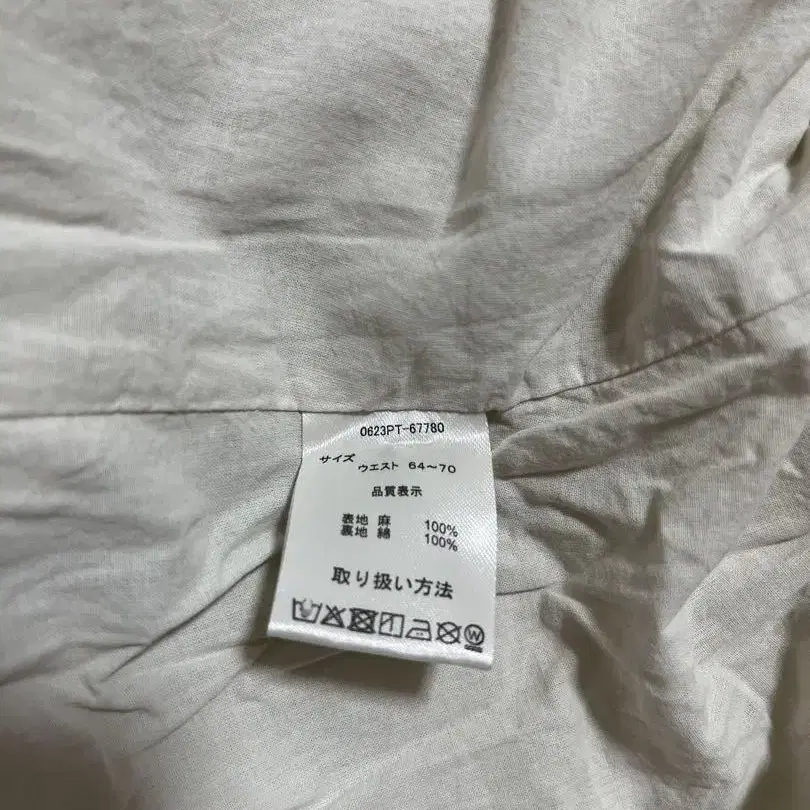 0623PT-67780
サイズ
ウエスト 64〜70
品質表示
表地 麻 100%
裏地 綿 100%
取り扱い方法
W